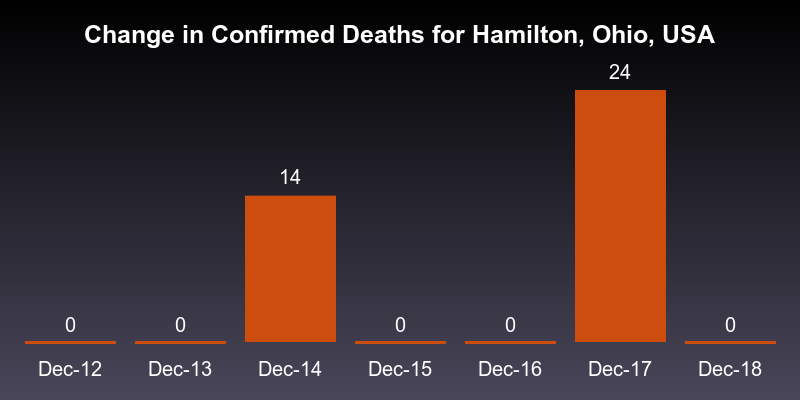 Change in Confirmed Deaths for Hamilton, Ohio, USA
24
14
0 0 0 0 0
Dec-12 Dec-13 Dec-14 Dec-15 Dec-16 Dec-17 Dec-18